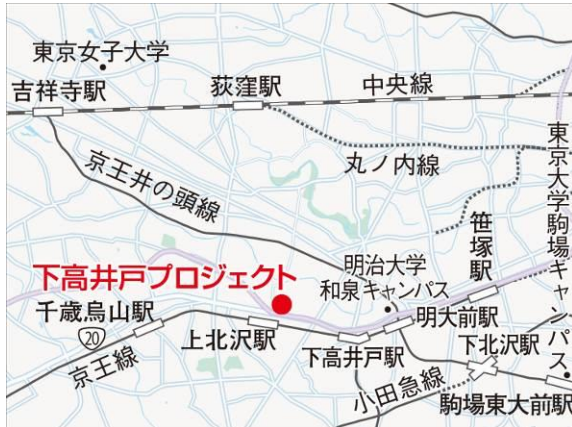 東京女子大学
吉祥寺駅
荻窪駅
中央線
丸ノ内線
京王井の頭線
東京大学駒場キャンパス
笹塚駅
下高井戸プロジェクト
明治大学
和泉キャンパス
千歳烏山駅
20
京王線
上北沢駅
下高井戸駅
明大前駅
下北沢駅
小田急線
駒場東大前駅